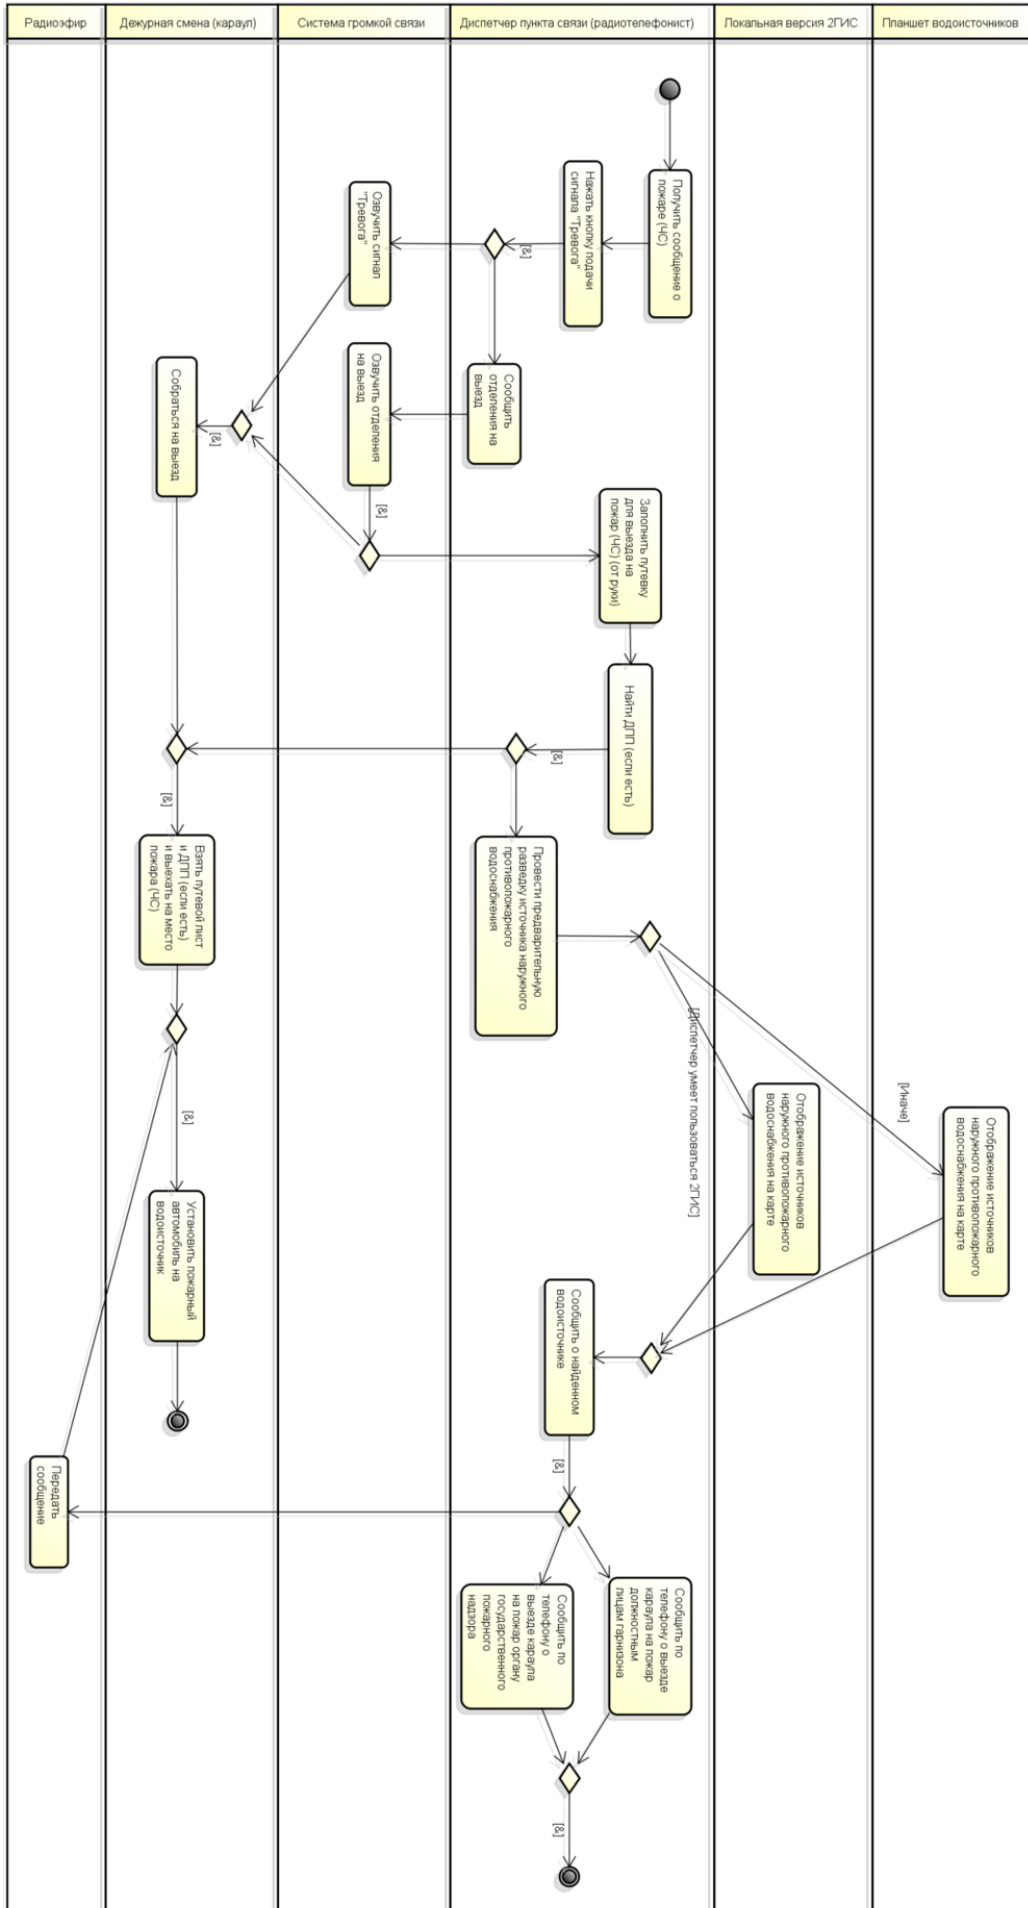 Радиоэфир
Дежурная смена (караул)
Система громкой связи
Диспетчер пункта связи (радиотелефонист)
Локальная версия 2ГИС
Планшет водоисточников
Получить сообщение о
пожаре (ЧС)
Нажать кнопку подачи
сигнала "Тревога"
[&]
Озвучить сигнал
"Тревога"
Сообщить
отделения на
выезд
Озвучить отделения
на выезд
[&]
[&]
Собраться на выезд
Заполнить путевку
для выезда на
пожар (ЧС) (от руки)
Найти ДПП (если есть)
[&]
[&]
Взять путевой лист
и ДПП (если есть)
и выехать на место
пожара (ЧС)
Провести предварительную
разведку источника наружного
противопожарного
водоснабжения
[Диспетчер умеет пользоваться 2ГИС]
[Иначе]
Отображение источников
наружного противопожарного
водоснабжения на карте
Отображение источников
наружного противопожарного
водоснабжения на карте
[&]
Установить пожарный
автомобиль на
водоисточник
Сообщить о найденном
водоисточнике
[&]
Передать
сообщение
Сообщить по
телефону о
выезде караула
на пожар органу
государственного
пожарного
надзора
Сообщить по
телефону о выезде
караула на пожар
должностным
лицам гарнизона
[&]